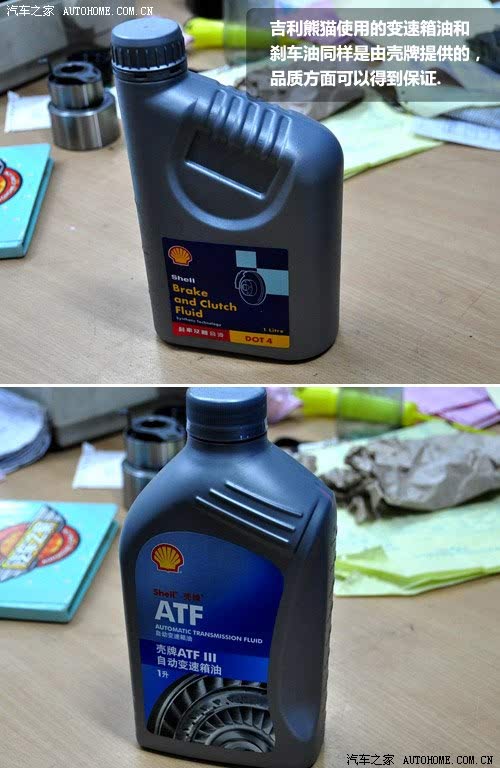 汽车之家 AUTOHOME.COM.CN
吉利熊猫使用的变速箱油和
刹车油同样是由壳牌提供的，
品质方面可以得到保证.
Shell
Brake
and Clutch
Fluid
Synthetic Technology
1 Litre
DOT 4
Shell 壳牌
ATF
AUTOMATIC TRANSMISSION FLUID
自动变速箱油
壳牌ATF III
自动变速箱油
1升
汽车之家 AUTOHOME.COM.CN